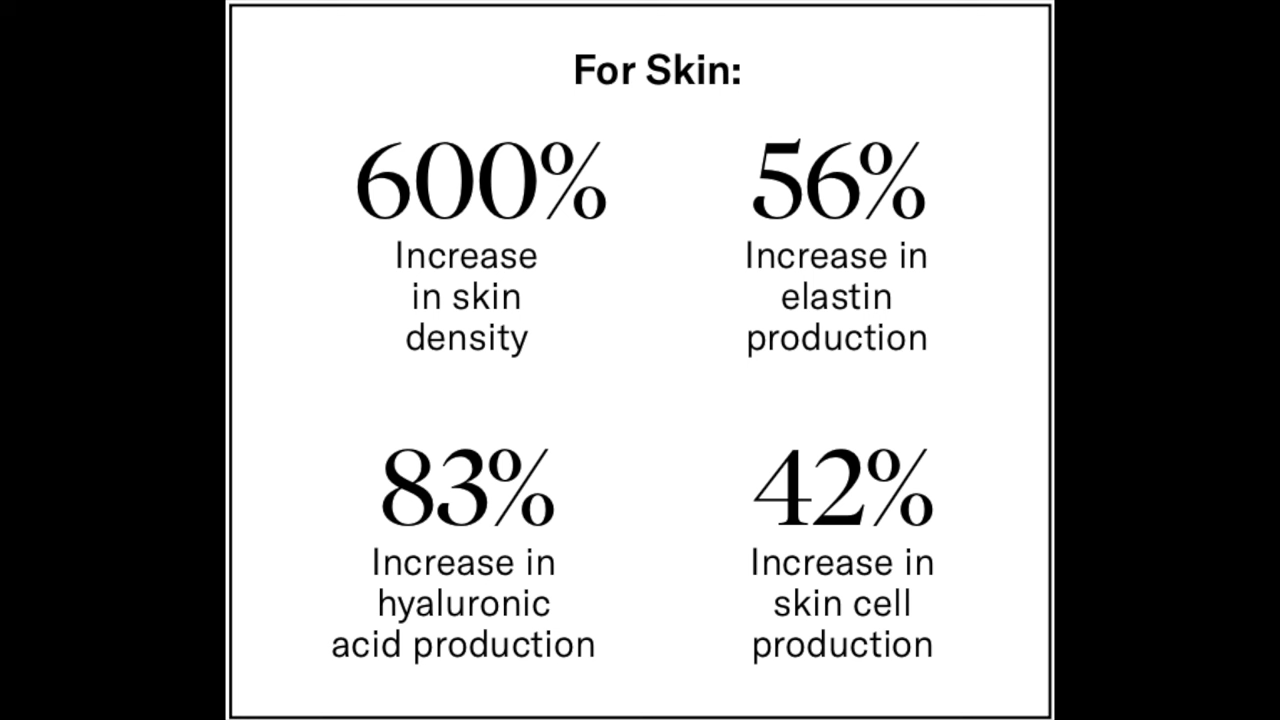 For Skin:
600%
Increase
in skin
density
56%
Increase in
elastin
production
83%
Increase in
hyaluronic
acid production
42%
Increase in
skin cell
production